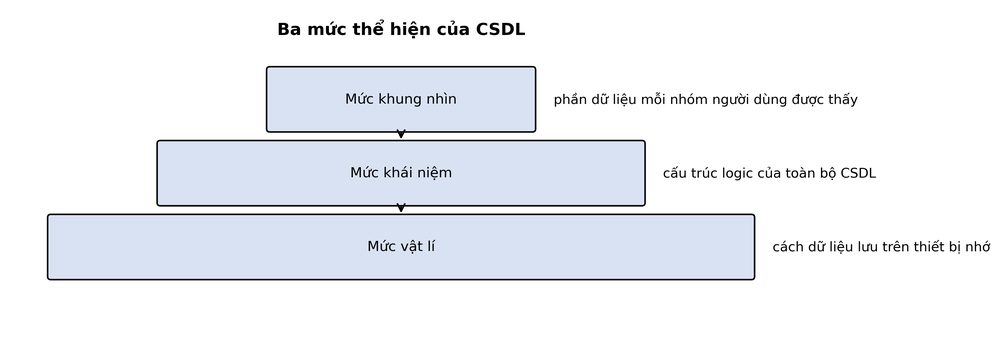 Ba mức thể hiện của CSDL
Mức khung nhìn
phần dữ liệu mỗi nhóm người dùng được thấy
Mức khái niệm
cấu trúc logic của toàn bộ CSDL
Mức vật lí
cách dữ liệu lưu trên thiết bị nhớ